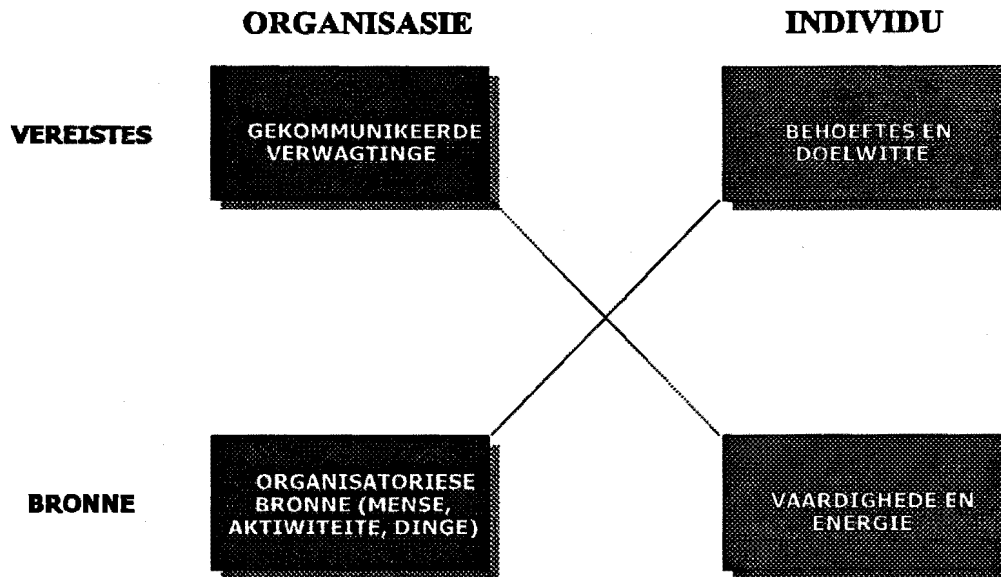 ORGANISASIE
INDIVIDU
VEREISTES
GEKOMMUNIKEERDE
VERWAGTINGE
BEHOEFTES EN
DOELWITTE
BRONNE
ORGANISATORIESE
BRONNE (MENSE,
AKTIWITEITE, DINGE)
VAARDIGHEDE EN
ENERGIE